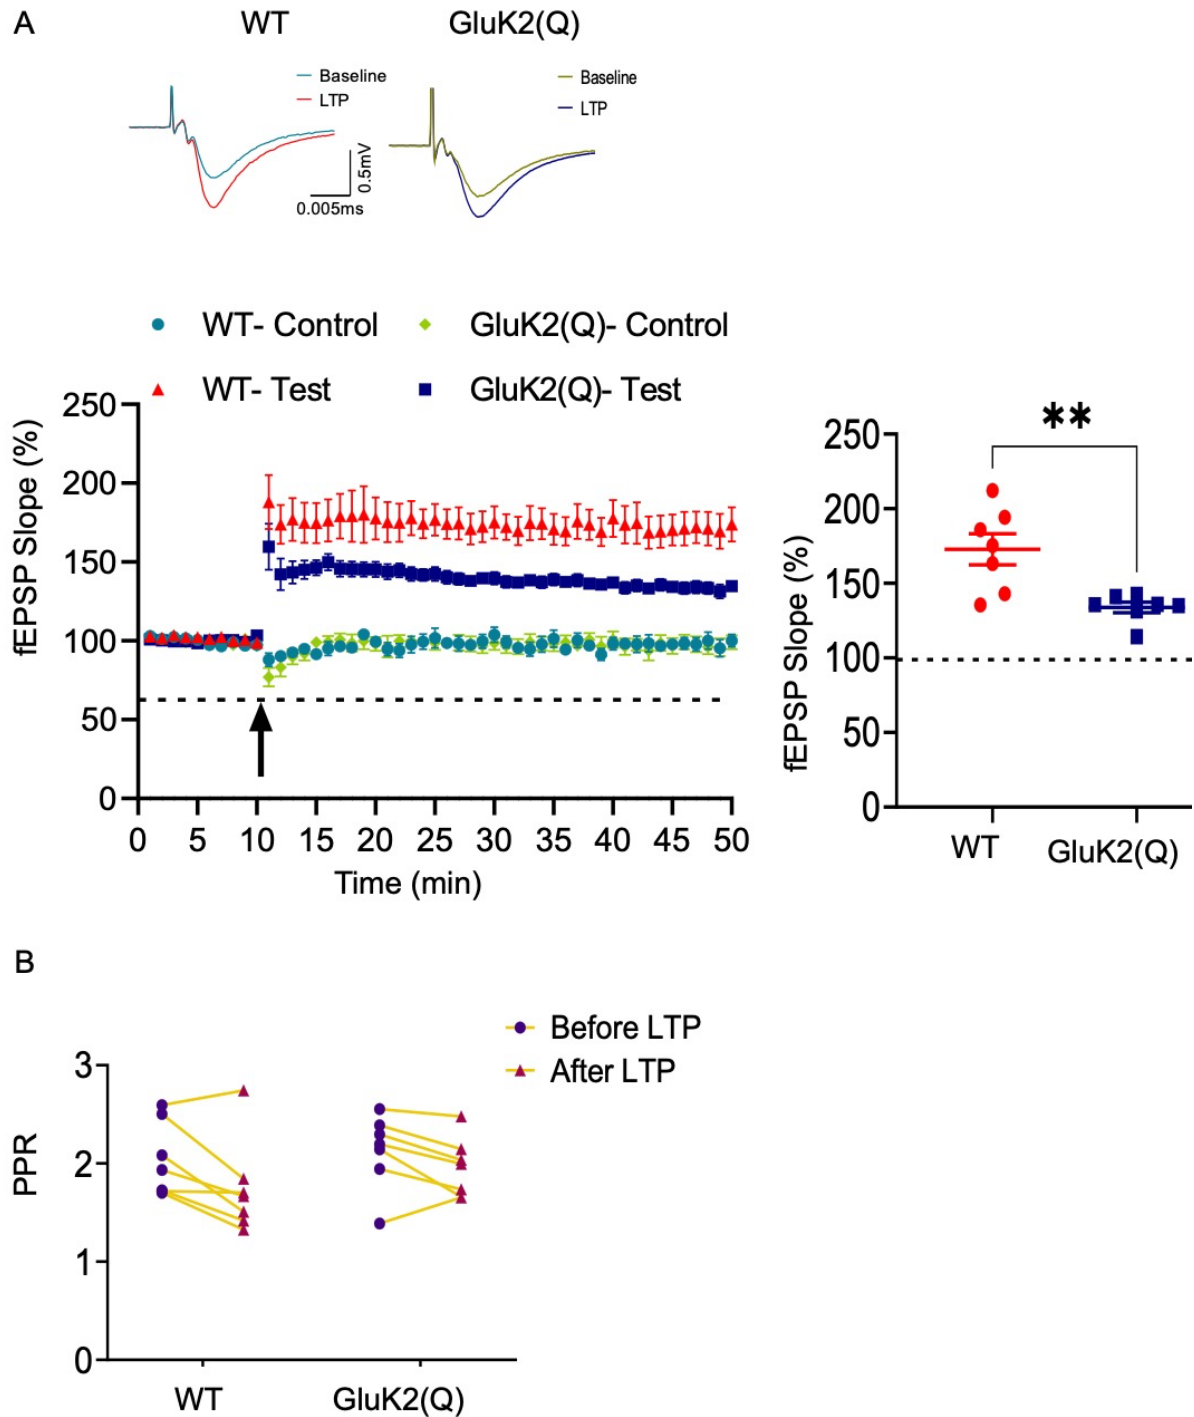 A
WT
GluK2(Q)
Baseline
LTP
Baseline
LTP
0.5mV
0.005ms
WT- Control
GluK2(Q)- Control
WT- Test
GluK2(Q)- Test
fEPSP Slope (%)
250
200
150
100
50
0
0 5 10 15 20 25 30 35 40 45 50
Time (min)
**
fEPSP Slope (%)
250
200
150
100
50
0
WT
GluK2(Q)
B
Before LTP
After LTP
PPR
3
2
1
0
WT
GluK2(Q)